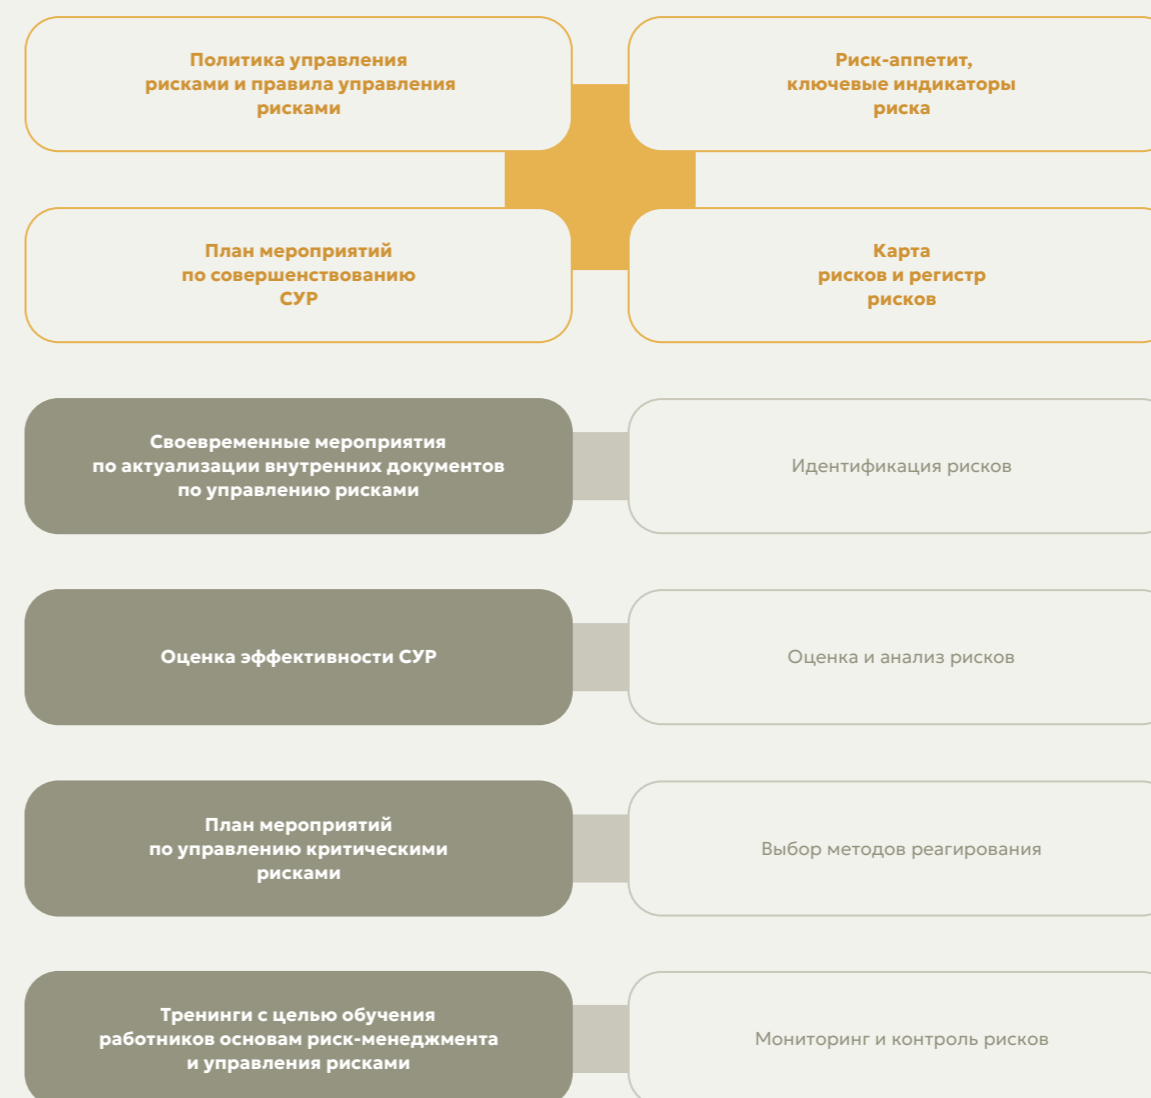 Политика управления
рисками и правила управления
рисками
Риск-аппетит,
ключевые индикаторы
риска
План мероприятий
по совершенствованию
СУР
Карта
рисков и регистр
рисков
Своевременные мероприятия
по актуализации внутренних документов
по управлению рисками
Идентификация рисков
Оценка эффективности СУР
Оценка и анализ рисков
План мероприятий
по управлению критическими
рисками
Выбор методов реагирования
Тренинги с целью обучения
работников основам риск-менеджмента
и управления рисками
Мониторинг и контроль рисков